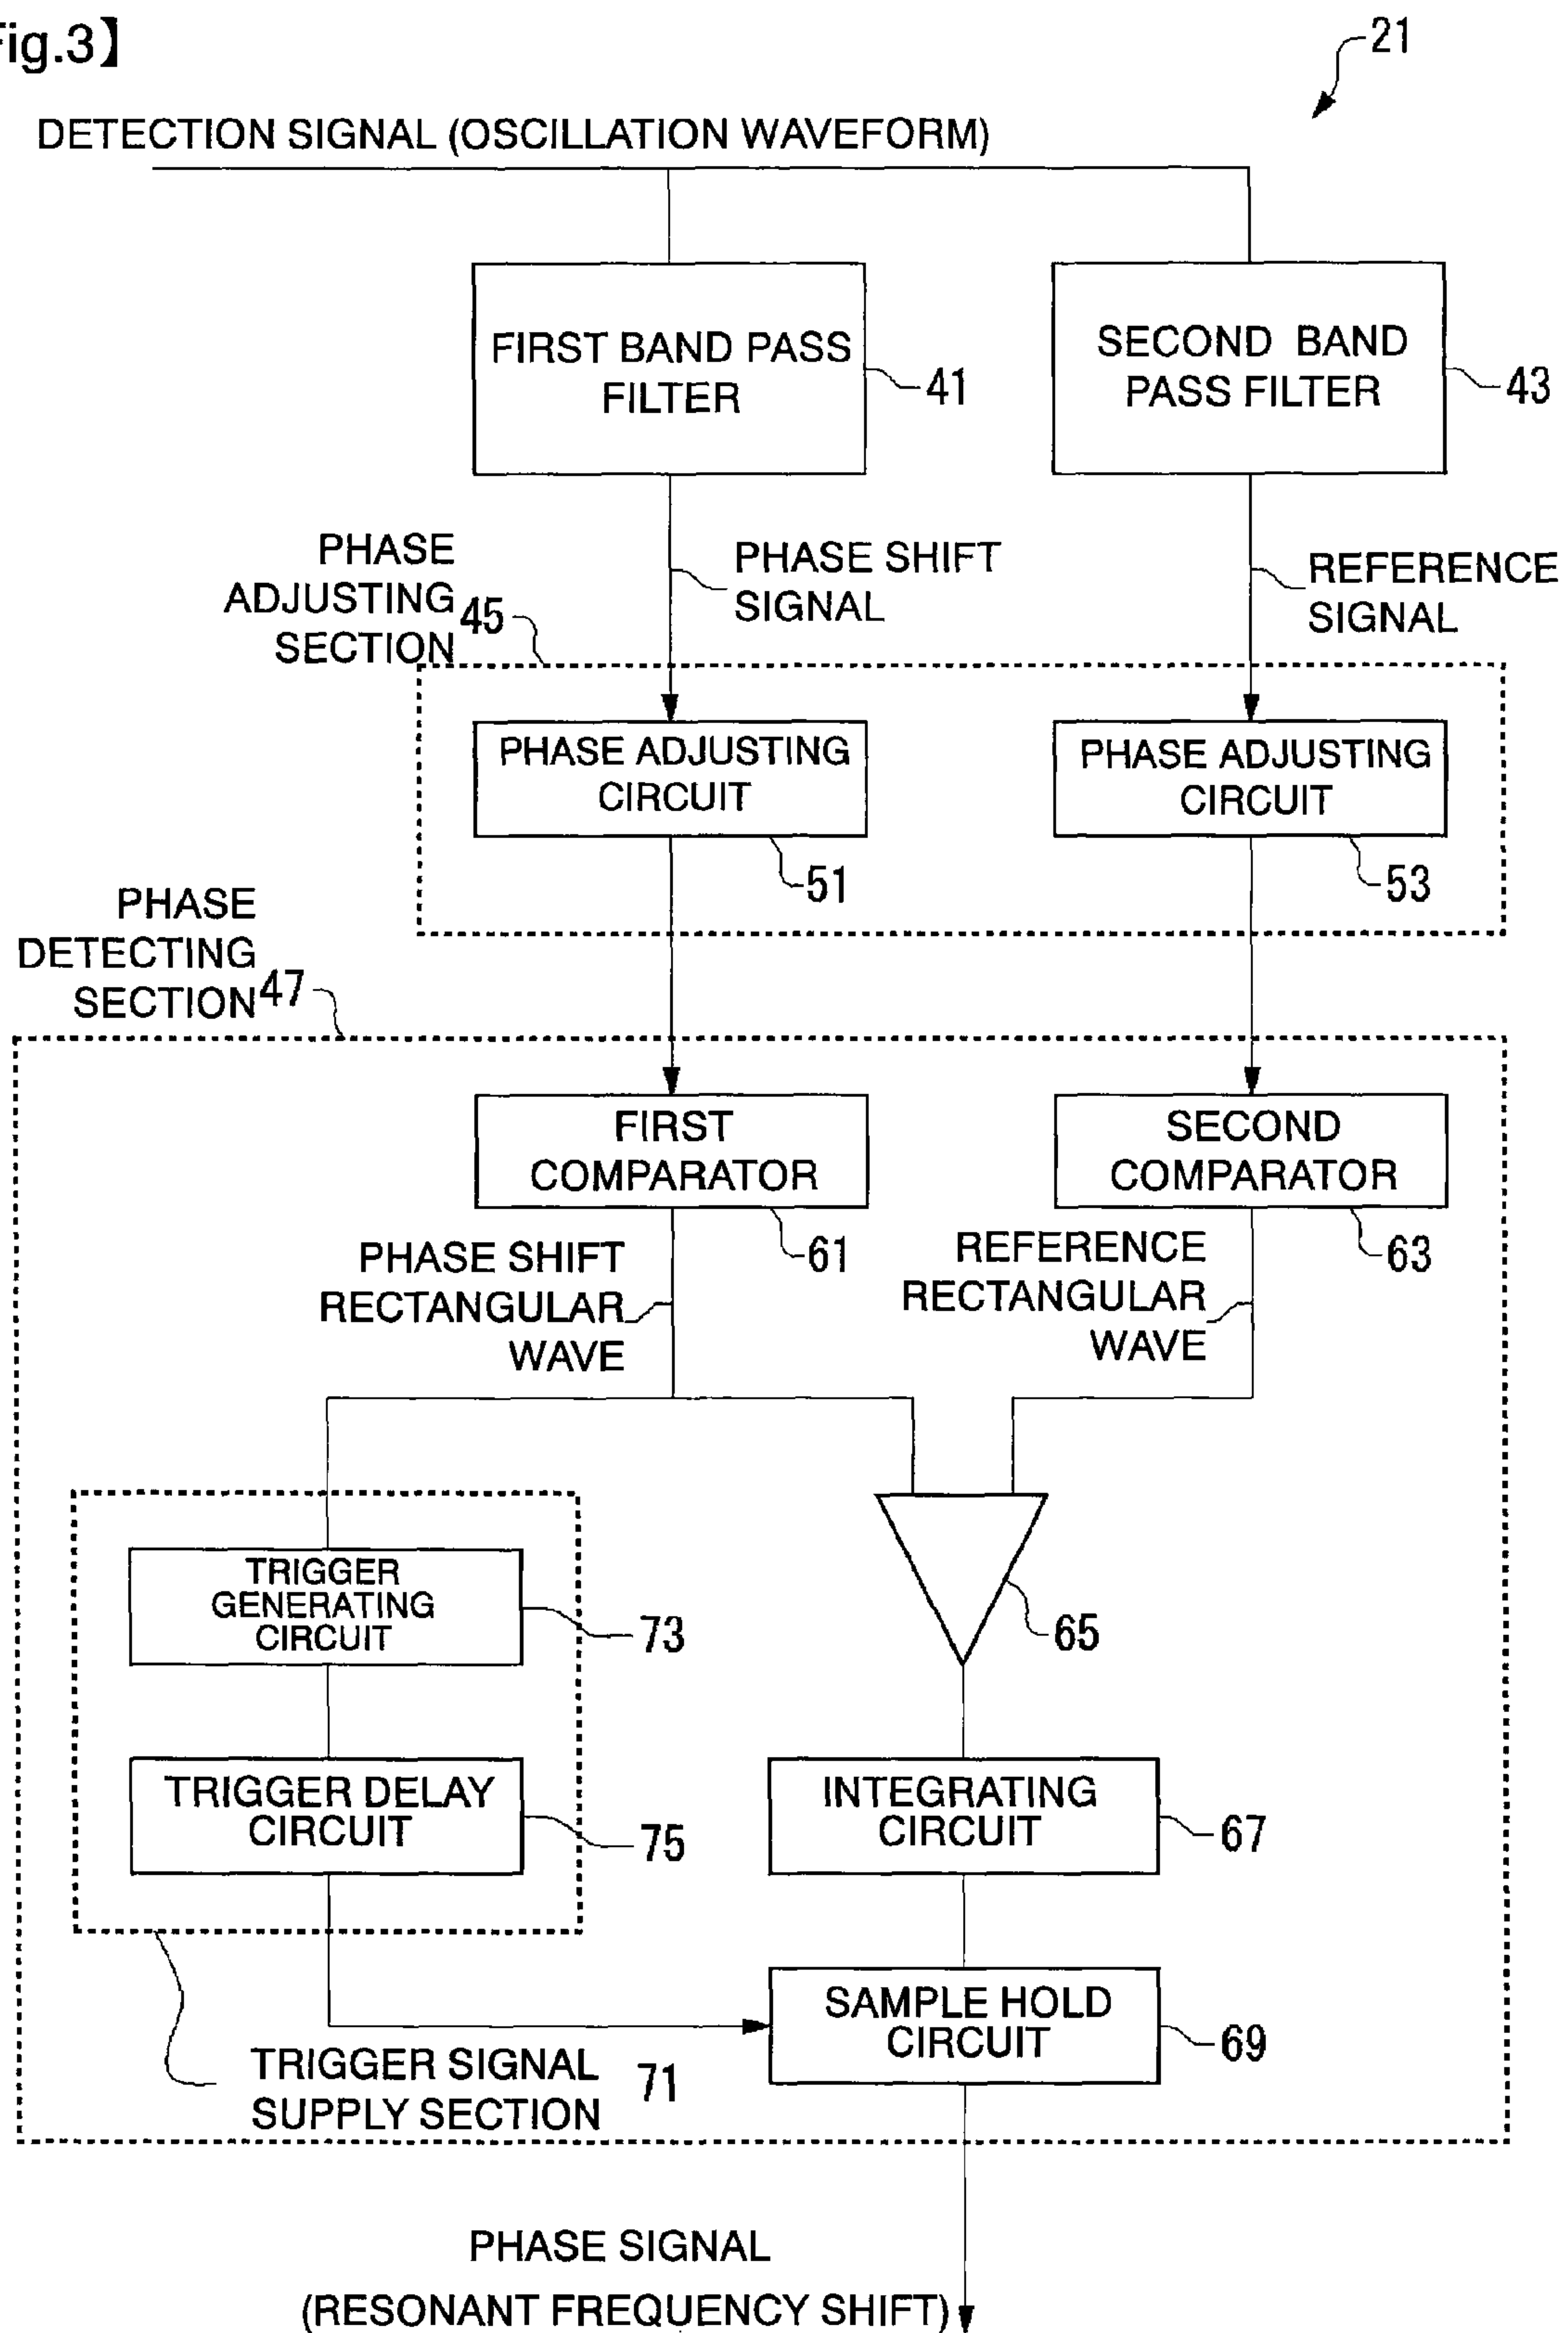 Fig.3】
21
DETECTION SIGNAL (OSCILLATION WAVEFORM)
FIRST BAND PASS
FILTER
41
SECOND BAND
PASS FILTER
43
PHASE
ADJUSTING
SECTION
45
PHASE SHIFT
SIGNAL
REFERENCE
SIGNAL
PHASE ADJUSTING
CIRCUIT
51
PHASE ADJUSTING
CIRCUIT
53
PHASE
DETECTING
SECTION
47
FIRST
COMPARATOR
61
SECOND
COMPARATOR
63
PHASE SHIFT
RECTANGULAR
WAVE
REFERENCE
RECTANGULAR
WAVE
TRIGGER
GENERATING
CIRCUIT
73
65
TRIGGER DELAY
CIRCUIT
75
INTEGRATING
CIRCUIT
67
SAMPLE HOLD
CIRCUIT
69
TRIGGER SIGNAL
SUPPLY SECTION
71
PHASE SIGNAL
(RESONANT FREQUENCY SHIFT)